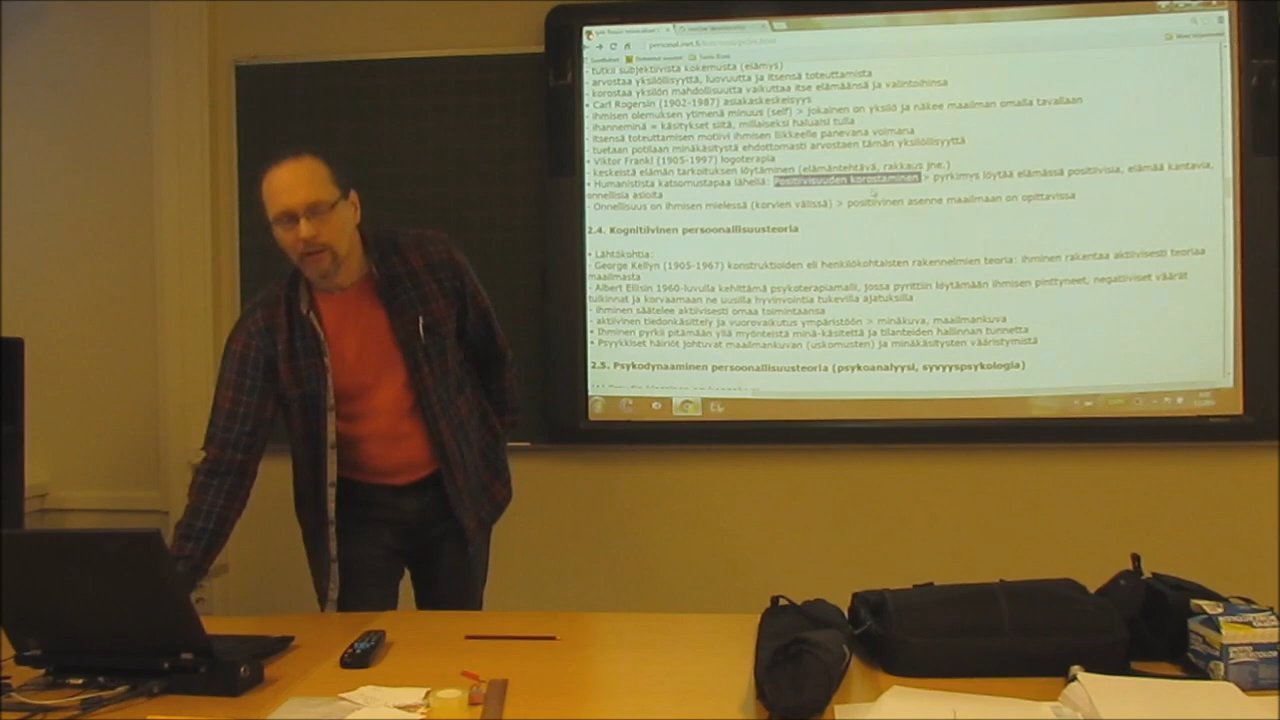 personal.inet.fi
- tutkii subjektiivista kokemusta (elämys)
- arvostaa yksilöllisyyttä, luovuutta ja itsensä toteuttamista
- korostaa yksilön mahdollisuutta vaikuttaa itse elämäänsä ja valintoihinsa
• Carl Rogersin (1902-1987) asiakaskeskeisyys
- ihmisen olemuksen ytimenä minuus (self) > jokainen on yksilö ja näkee maailman omalla tavallaan
- ihanneminä = käsitykset siitä, millaiseksi haluaisi tulla
- itsensä toteuttamisen motiivi ihmisen liikkeelle panevana voimana
- tuetaan potilaan minäkäsitystä ehdottomasti arvostaen tämän yksilöllisyyttä
• Viktor Frankl (1905-1997) logoterapia
- keskeistä elämän tarkoituksen löytäminen (elämäntehtävä, rakkaus jne.)
• Humanistista katsomustapaa lähellä: Positiivisuuden korostaminen > pyrkimys löytää elämässä positiivisia, elämää kantavia,
onnellisia asioita
- Onnellisuus on ihmisen mielessä (korvien välissä) > positiivinen asenne maailmaan on opittavissa
2.4. Kognitiivinen persoonallisuusteoria
• Lähtökohtia:
- George Kellyn (1905-1967) konstruktioiden eli henkilökohtaisten rakennelmien teoria: ihminen rakentaa aktiivisesti teoriaa
maailmasta
- Albert Ellisin 1960-luvulla kehittämä psykoterapiamalli, jossa pyrittiin löytämään ihmisen pinttyneet, negatiiviset väärät
tulkinnat ja korvaamaan ne uusilla hyvinvointia tukevilla ajatuksilla
- Ihminen säätelee aktiivisesti omaa toimintaansa
- aktiivinen tiedonkäsittely ja vuorovaikutus ympäristöön > minäkuva, maailmankuva
• Ihminen pyrkii pitämään yllä myönteistä minä-käsitettä ja tilanteiden hallinnan tunnetta
• Psyykkiset häiriöt johtuvat maailmankuvan (uskomusten) ja minäkäsitysten vääristymistä
2.5. Psykodynaaminen persoonallisuusteoria (psykoanalyysi, syvyyspsykologia)